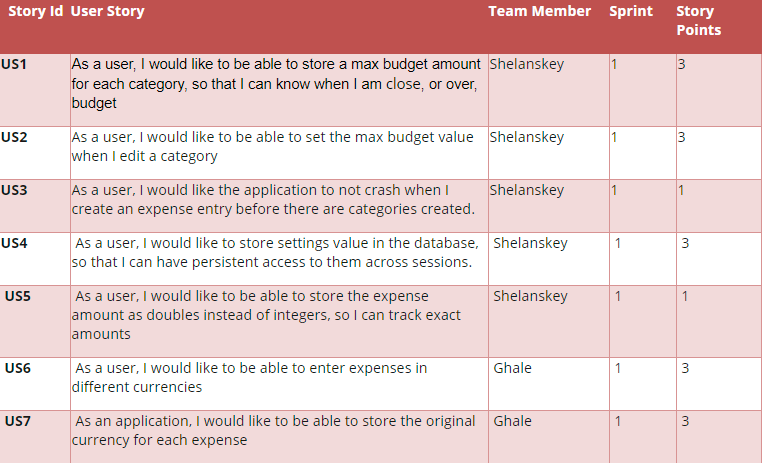 Story Id User Story Team Member Sprint Story
Points
US1 As a user, I would like to be able to store a max budget amount Shelanskey 1 3
for each category, so that I can know when I am close, or over,
budget
US2 As a user, I would like to be able to set the max budget value Shelanskey 1 3
when I edit a category
US3 As a user, I would like the application to not crash when I Shelanskey 1 1
create an expense entry before there are categories created.
US4 As a user, I would like to store settings value in the database, Shelanskey 1 3
so that I can have persistent access to them across sessions.
US5 As a user, I would like to be able to store the expense Shelanskey 1 1
amount as doubles instead of integers, so I can track exact
amounts
US6 As a user, I would like to be able to enter expenses in Ghale 1 3
different currencies
US7 As an application, I would like to be able to store the original Ghale 1 3
currency for each expense